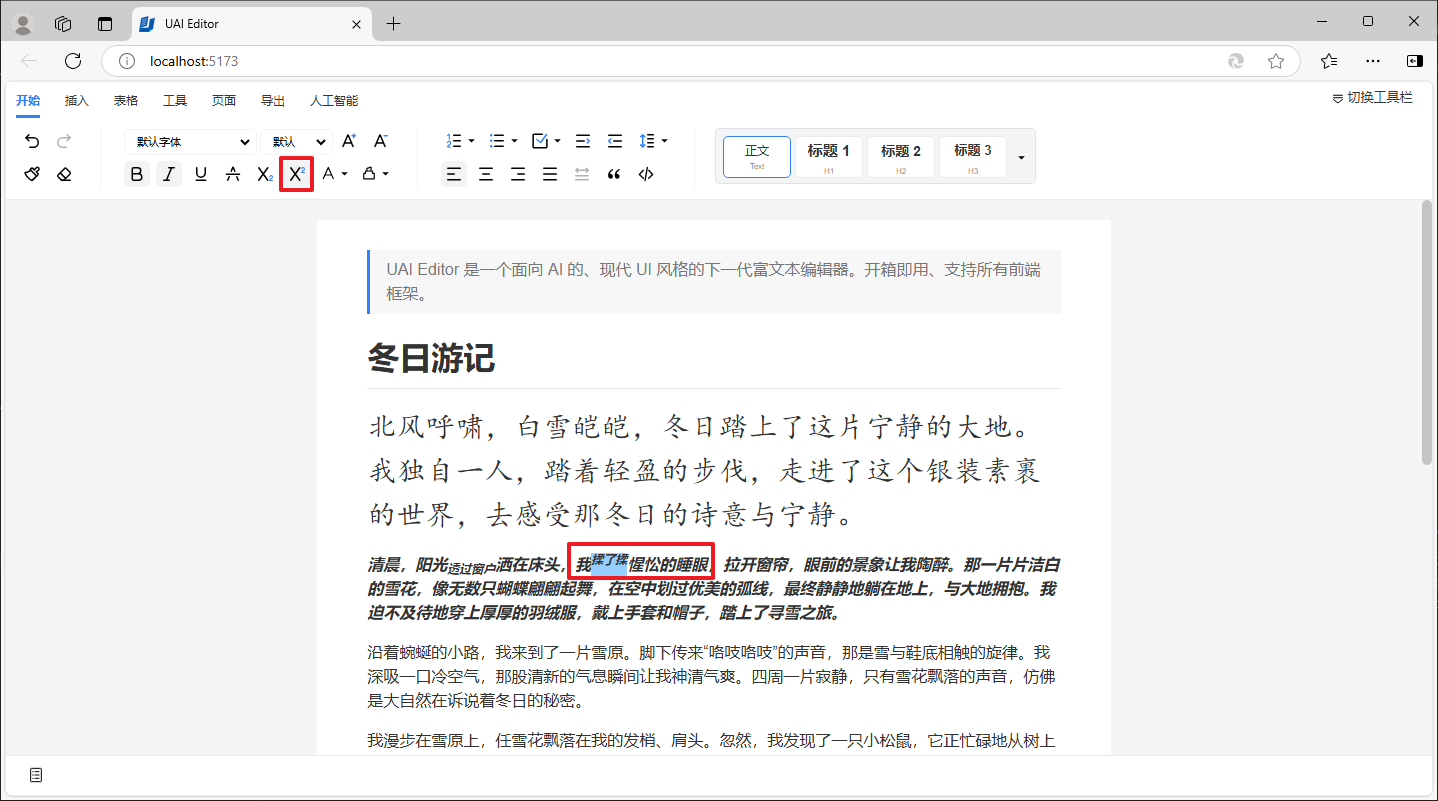 UAI Editor
localhost:5173
开始 插入 表格 工具 页面 导出 人工智能 切换工具栏
默认字体 默认 A+ A-
正文 标题 1 标题 2 标题 3
Text H1 H2 H3
B I U A X2 X2 A
UAI Editor 是一个面向 AI 的、现代 UI 风格的下一代富文本编辑器。开箱即用、支持所有前端
框架。
冬日游记
北风呼啸，白雪皑皑，冬日踏上了这片宁静的大地。
我独自一人，踏着轻盈的步伐，走进了这个银装素裹
的世界，去感受那冬日的诗意与宁静。
清晨，阳光透过窗户洒在床头，我揉了揉惺忪的睡眼，拉开窗帘，眼前的景象让我陶醉。那一片片洁白
的雪花，像无数只蝴蝶翩翩起舞，在空中划过优美的弧线，最终静静地躺在地上，与大地拥抱。我
迫不及待地穿上厚厚的羽绒服，戴上手套和帽子，踏上了寻雪之旅。
沿着蜿蜒的小路，我来到了一片雪原。脚下传来“咯吱咯吱”的声音，那是雪与鞋底相触的旋律。我
深吸一口冷空气，那股清新的气息瞬间让我神清气爽。四周一片寂静，只有雪花飘落的声音，仿佛
是大自然在诉说着冬日的秘密。
我漫步在雪原上，任雪花飘落在我的发梢、肩头。忽然，我发现了一只小松鼠，它正忙碌地从树上